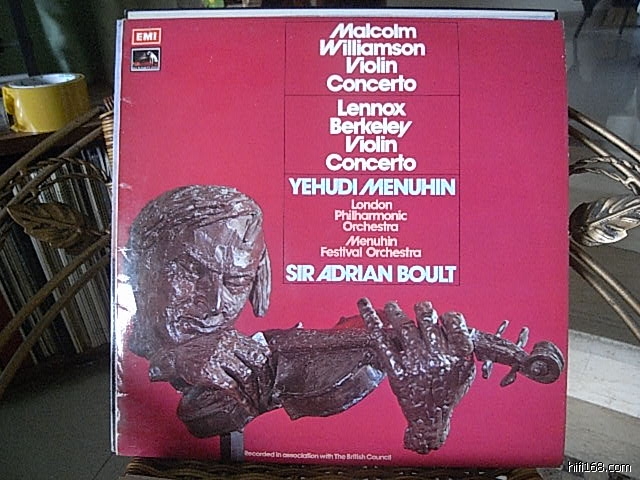 EMI
Malcolm
Williamson
Violin
Concerto
Lennox
Berkeley
Violin
Concerto
YEHUDI MENUHIN
London
Philharmonic
Orchestra
Menuhin
Festival Orchestra
SIR ADRIAN BOULT
Recorded in association with The British Council
hifi168.com